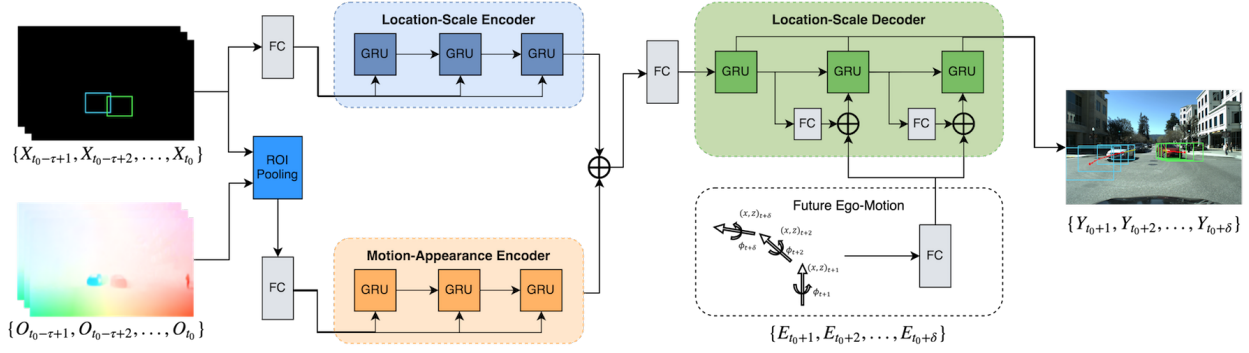 Location-Scale Encoder
FC
GRU
GRU
GRU
{X_{t_0−τ+1}, X_{t_0−τ+2}, . . . , X_{t_0}}
ROI
Pooling
{O_{t_0−τ+1}, O_{t_0−τ+2}, . . . , O_{t_0}}
FC
Motion-Appearance Encoder
GRU
GRU
GRU
FC
Location-Scale Decoder
GRU
GRU
GRU
FC
FC
Future Ego-Motion
(x, z)_{t+δ}
ϕ_{t+δ}
(x, z)_{t+2}
ϕ_{t+2}
(x, z)_{t+1}
ϕ_{t+1}
FC
{E_{t_0+1}, E_{t_0+2}, . . . , E_{t_0+δ}}
{Y_{t_0+1}, Y_{t_0+2}, . . . , Y_{t_0+δ}}